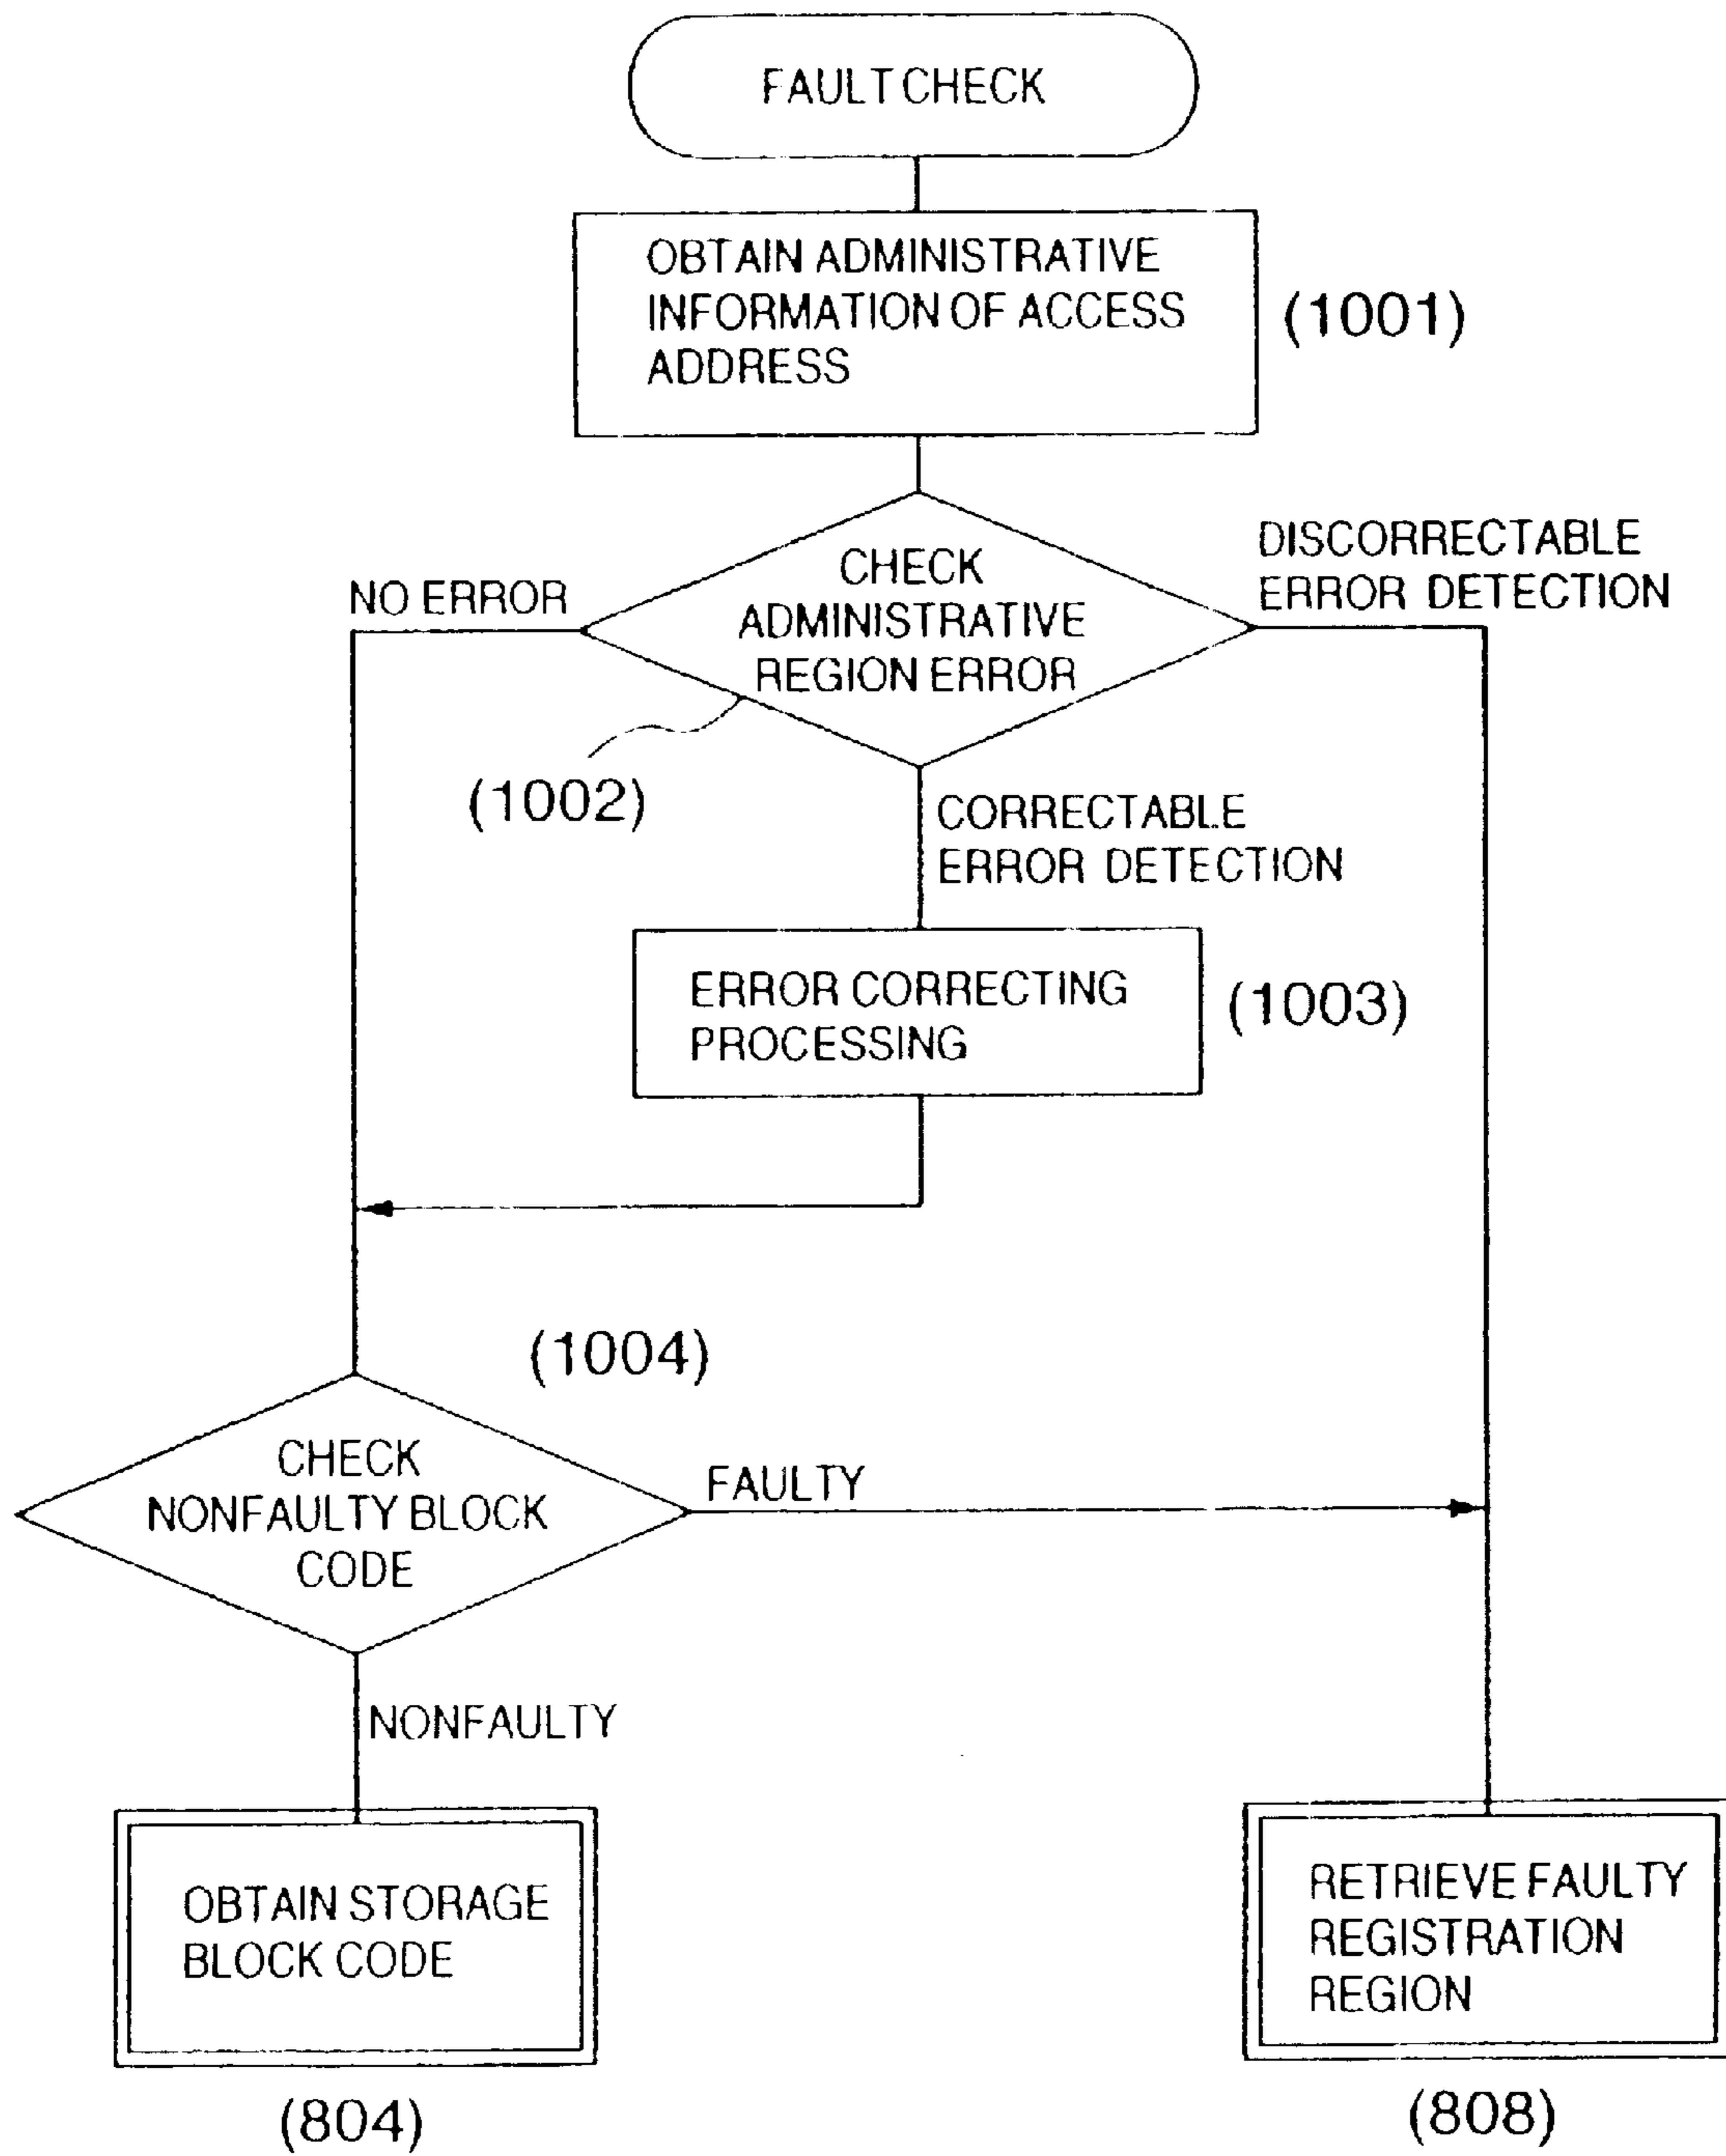 FAULT CHECK
OBTAIN ADMINISTRATIVE
INFORMATION OF ACCESS
ADDRESS
(1001)
CHECK
ADMINISTRATIVE
REGION ERROR
NO ERROR
DISCORRECTABLE
ERROR DETECTION
(1002)
CORRECTABLE
ERROR DETECTION
ERROR CORRECTING
PROCESSING
(1003)
(1004)
CHECK
NONFAULTY BLOCK
CODE
FAULTY
NONFAULTY
OBTAIN STORAGE
BLOCK CODE
(804)
RETRIEVE FAULTY
REGISTRATION
REGION
(808)